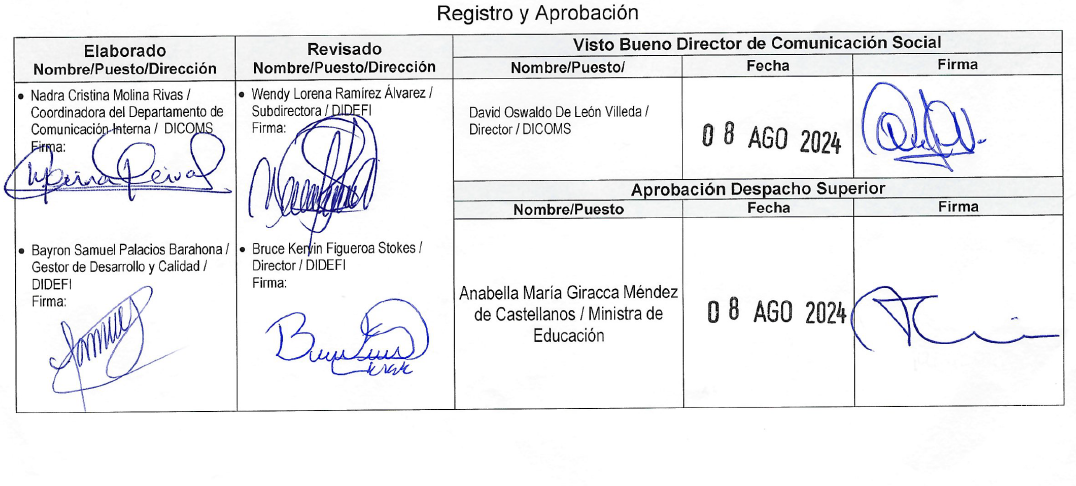 Registro y Aprobación
Elaborado
Nombre/Puesto/Dirección
Revisado
Nombre/Puesto/Dirección
Visto Bueno Director de Comunicación Social
Nombre/Puesto/
Fecha
Firma
• Nadra Cristina Molina Rivas /
Coordinadora del Departamento de
Comunicación Interna / DICOMS
Firma:
• Wendy Lorena Ramírez Álvarez /
Subdirectora / DIDEFI
Firma:
David Oswaldo De León Villeda /
Director / DICOMS
08 AGO 2024
Aprobación Despacho Superior
Nombre/Puesto
Fecha
Firma
• Bayron Samuel Palacios Barahona /
Gestor de Desarrollo y Calidad /
DIDEFI
Firma:
• Bruce Kervin Figueroa Stokes /
Director / DIDEFI
Firma:
Anabella María Giracca Méndez
de Castellanos / Ministra de
Educación
08 AGO 2024